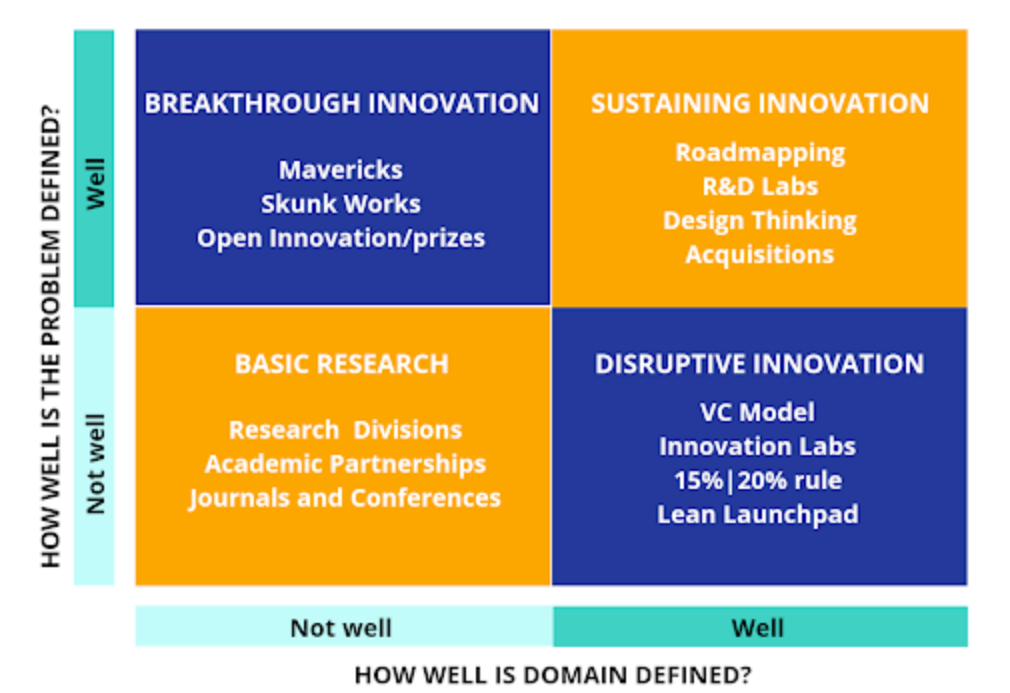 HOW WELL IS THE PROBLEM DEFINED?
Well
Not well
BREAKTHROUGH INNOVATION
Mavericks
Skunk Works
Open Innovation/prizes
SUSTAINING INNOVATION
Roadmapping
R&D Labs
Design Thinking
Acquisitions
BASIC RESEARCH
Research Divisions
Academic Partnerships
Journals and Conferences
DISRUPTIVE INNOVATION
VC Model
Innovation Labs
15%|20% rule
Lean Launchpad
Not well
Well
HOW WELL IS DOMAIN DEFINED?